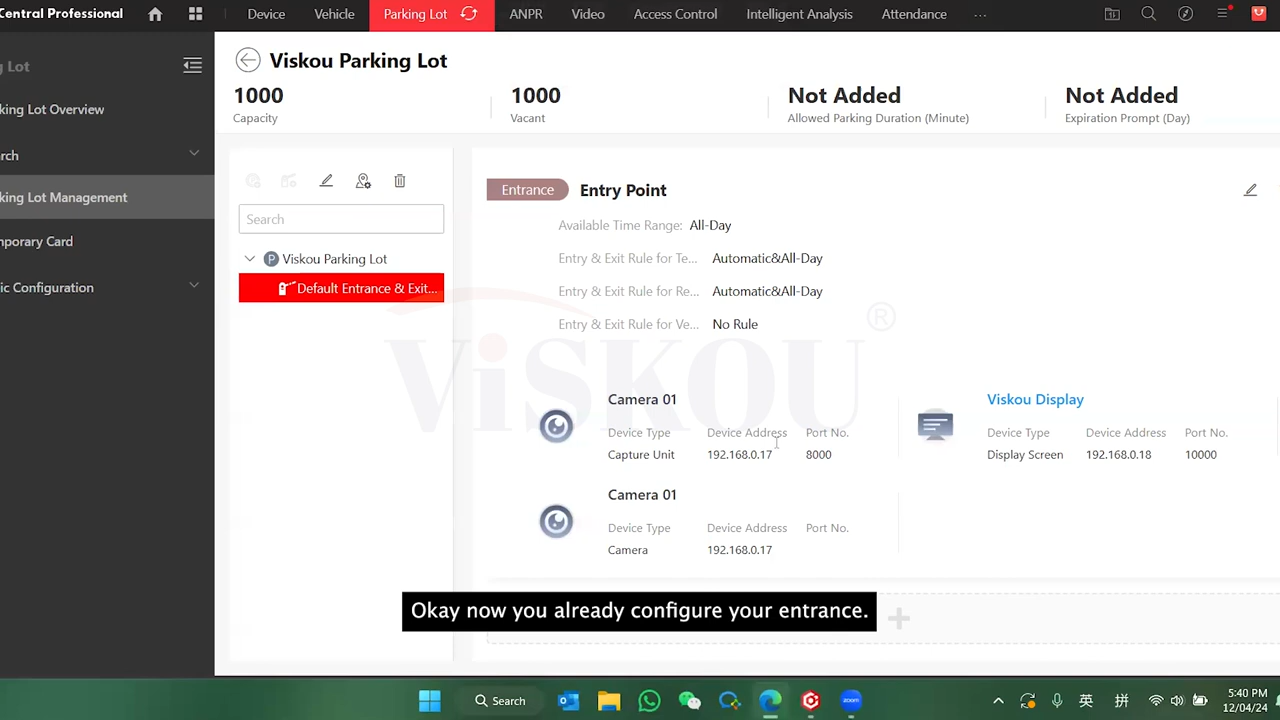 Central Professional
Device
Vehicle
Parking Lot
ANPR
Video
Access Control
Intelligent Analysis
Attendance
...
g Lot
king Lot Overview
rch
king Lot Management
mporary Card
ic Configuration
Viskou Parking Lot
1000
Capacity
1000
Vacant
Not Added
Allowed Parking Duration (Minute)
Not Added
Expiration Prompt (Day)
Search
P Viskou Parking Lot
Default Entrance & Exit...
Entrance
Entry Point
Available Time Range: All-Day
Entry & Exit Rule for Te... Automatic&All-Day
Entry & Exit Rule for Re... Automatic&All-Day
Entry & Exit Rule for Ve... No Rule
ViSKOU®
Camera 01
Device Type Device Address Port No.
Capture Unit 192.168.0.17 8000
Viskou Display
Device Type Device Address Port No.
Display Screen 192.168.0.18 10000
Camera 01
Device Type Device Address Port No.
Camera 192.168.0.17
Okay now you already configure your entrance.
Search
zoom
英
拼
5:40 PM
12/04/24